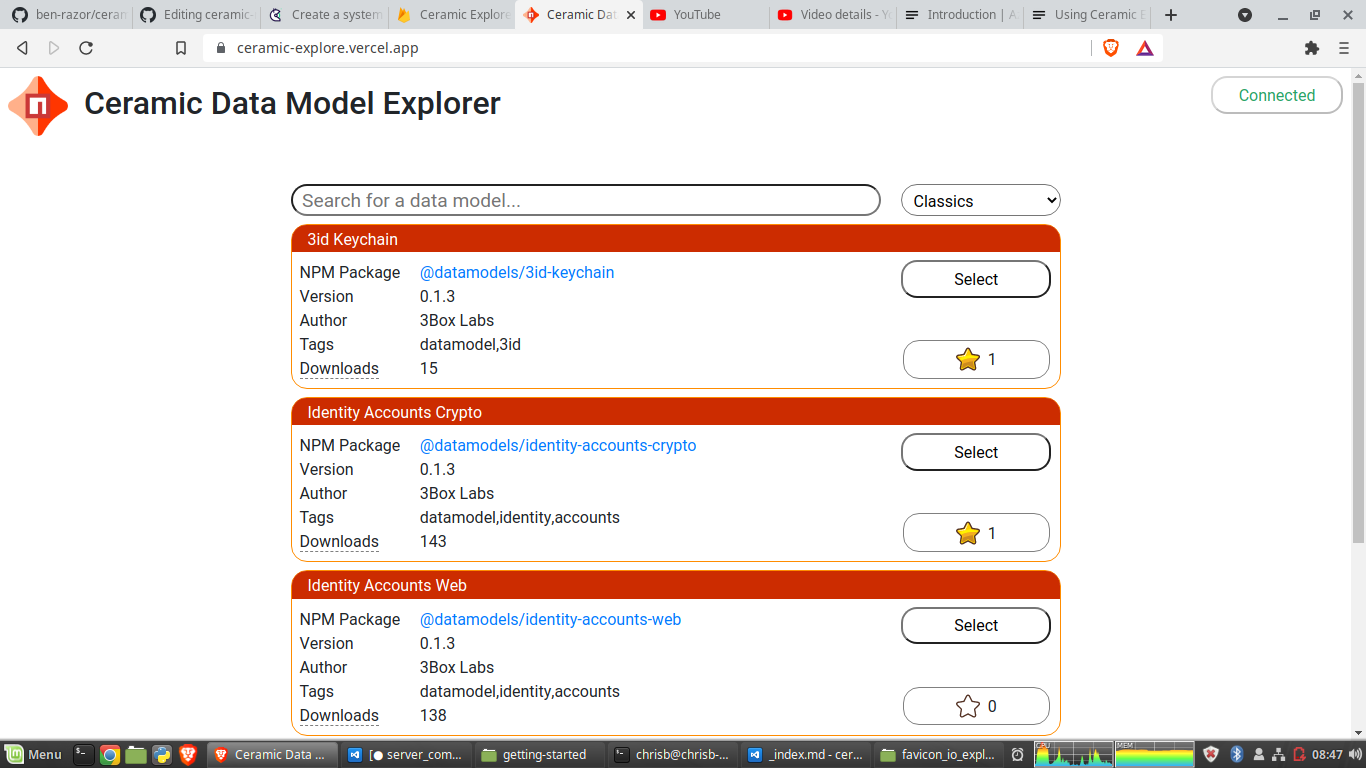 ben-razor/ceram
Editing ceramic-
Create a system
Ceramic Explore
Ceramic Dat
YouTube
Video details - Yo
Introduction | A
Using Ceramic E
ceramic-explore.vercel.app
Ceramic Data Model Explorer
Connected
Search for a data model...
Classics
3id Keychain
NPM Package @datamodels/3id-keychain
Select
Version 0.1.3
Author 3Box Labs
Tags datamodel,3id
1
Downloads 15
Identity Accounts Crypto
NPM Package @datamodels/identity-accounts-crypto
Select
Version 0.1.3
Author 3Box Labs
Tags datamodel,identity,accounts
1
Downloads 143
Identity Accounts Web
NPM Package @datamodels/identity-accounts-web
Select
Version 0.1.3
Author 3Box Labs
Tags datamodel,identity,accounts
0
Downloads 138
Menu
Ceramic Data ...
[● server_com...
getting-started
chrisb@chrisb-...
_index.md - cer...
favicon_io_expl...
CPU
MEM
08:47